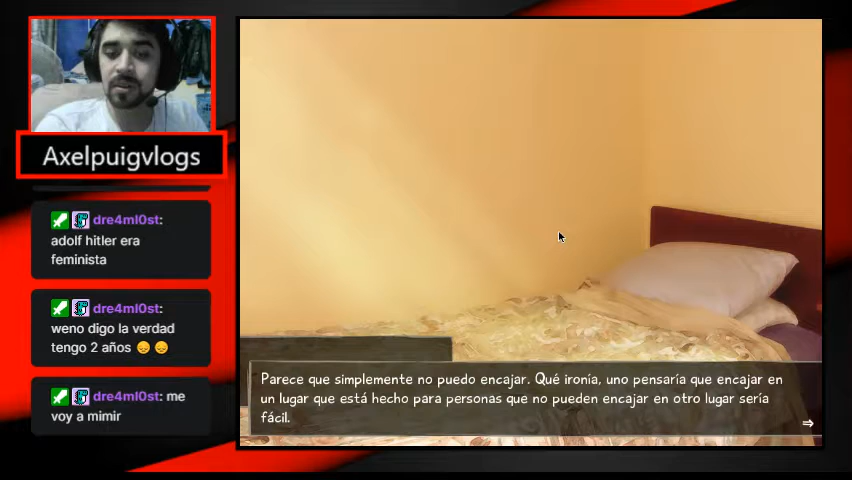 Axelpuigvlogs
dre4ml0st:
adolf hitler era
feminista
dre4ml0st:
weno digo la verdad
tengo 2 años 😔 😔
dre4ml0st: me
voy a mimir
Parece que simplemente no puedo encajar. Qué ironía, uno pensaría que encajar en
un lugar que está hecho para personas que no pueden encajar en otro lugar sería
fácil.